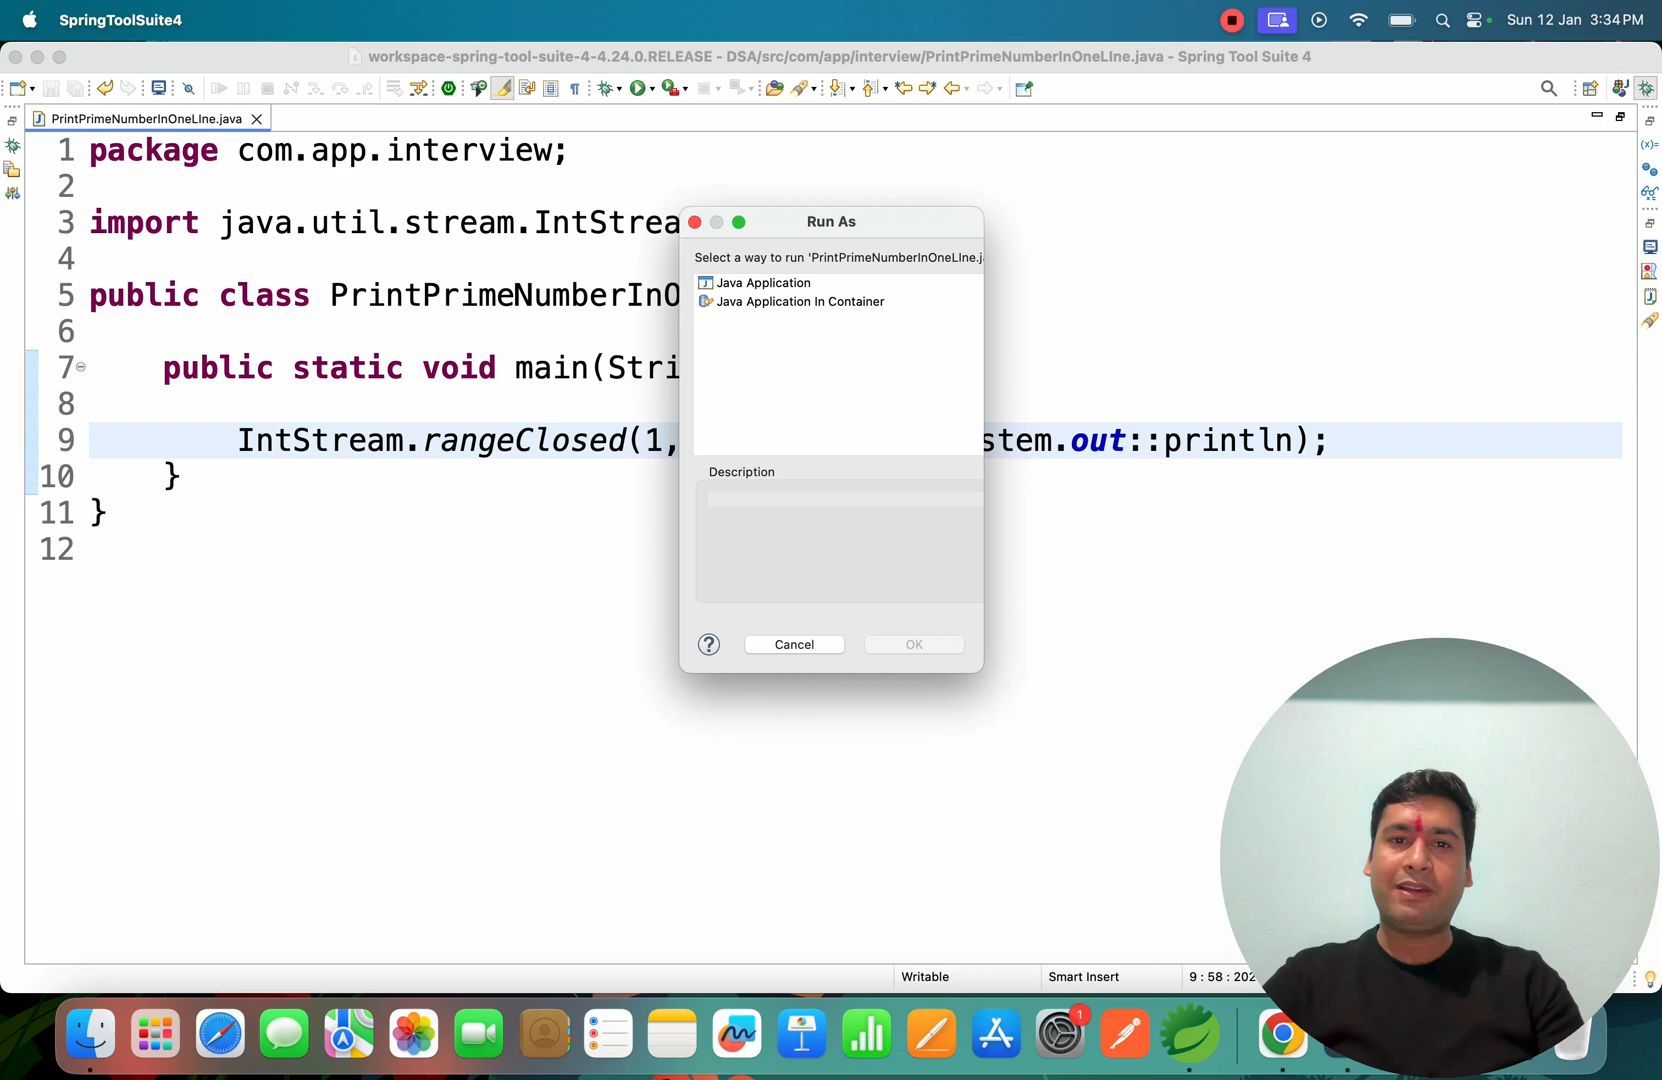 SpringToolSuite4
Sun 12 Jan 3:34 PM
workspace-spring-tool-suite-4-4.24.0.RELEASE - DSA/src/com/app/interview/PrintPrimeNumberInOneLIne.java - Spring Tool Suite 4
PrintPrimeNumberInOneLIne.java
1 package com.app.interview;
2
3 import java.util.stream.IntStrea
4
5 public class PrintPrimeNumberInO
6
7 public static void main(Stri
8
9 IntStream.rangeClosed(1, stem.out::println);
10 }
11 }
12
Run As
Select a way to run 'PrintPrimeNumberInOneLIne.j
Java Application
Java Application In Container
Description
?
Cancel
OK
(x)=
Writable
Smart Insert
9 : 58 : 202
1